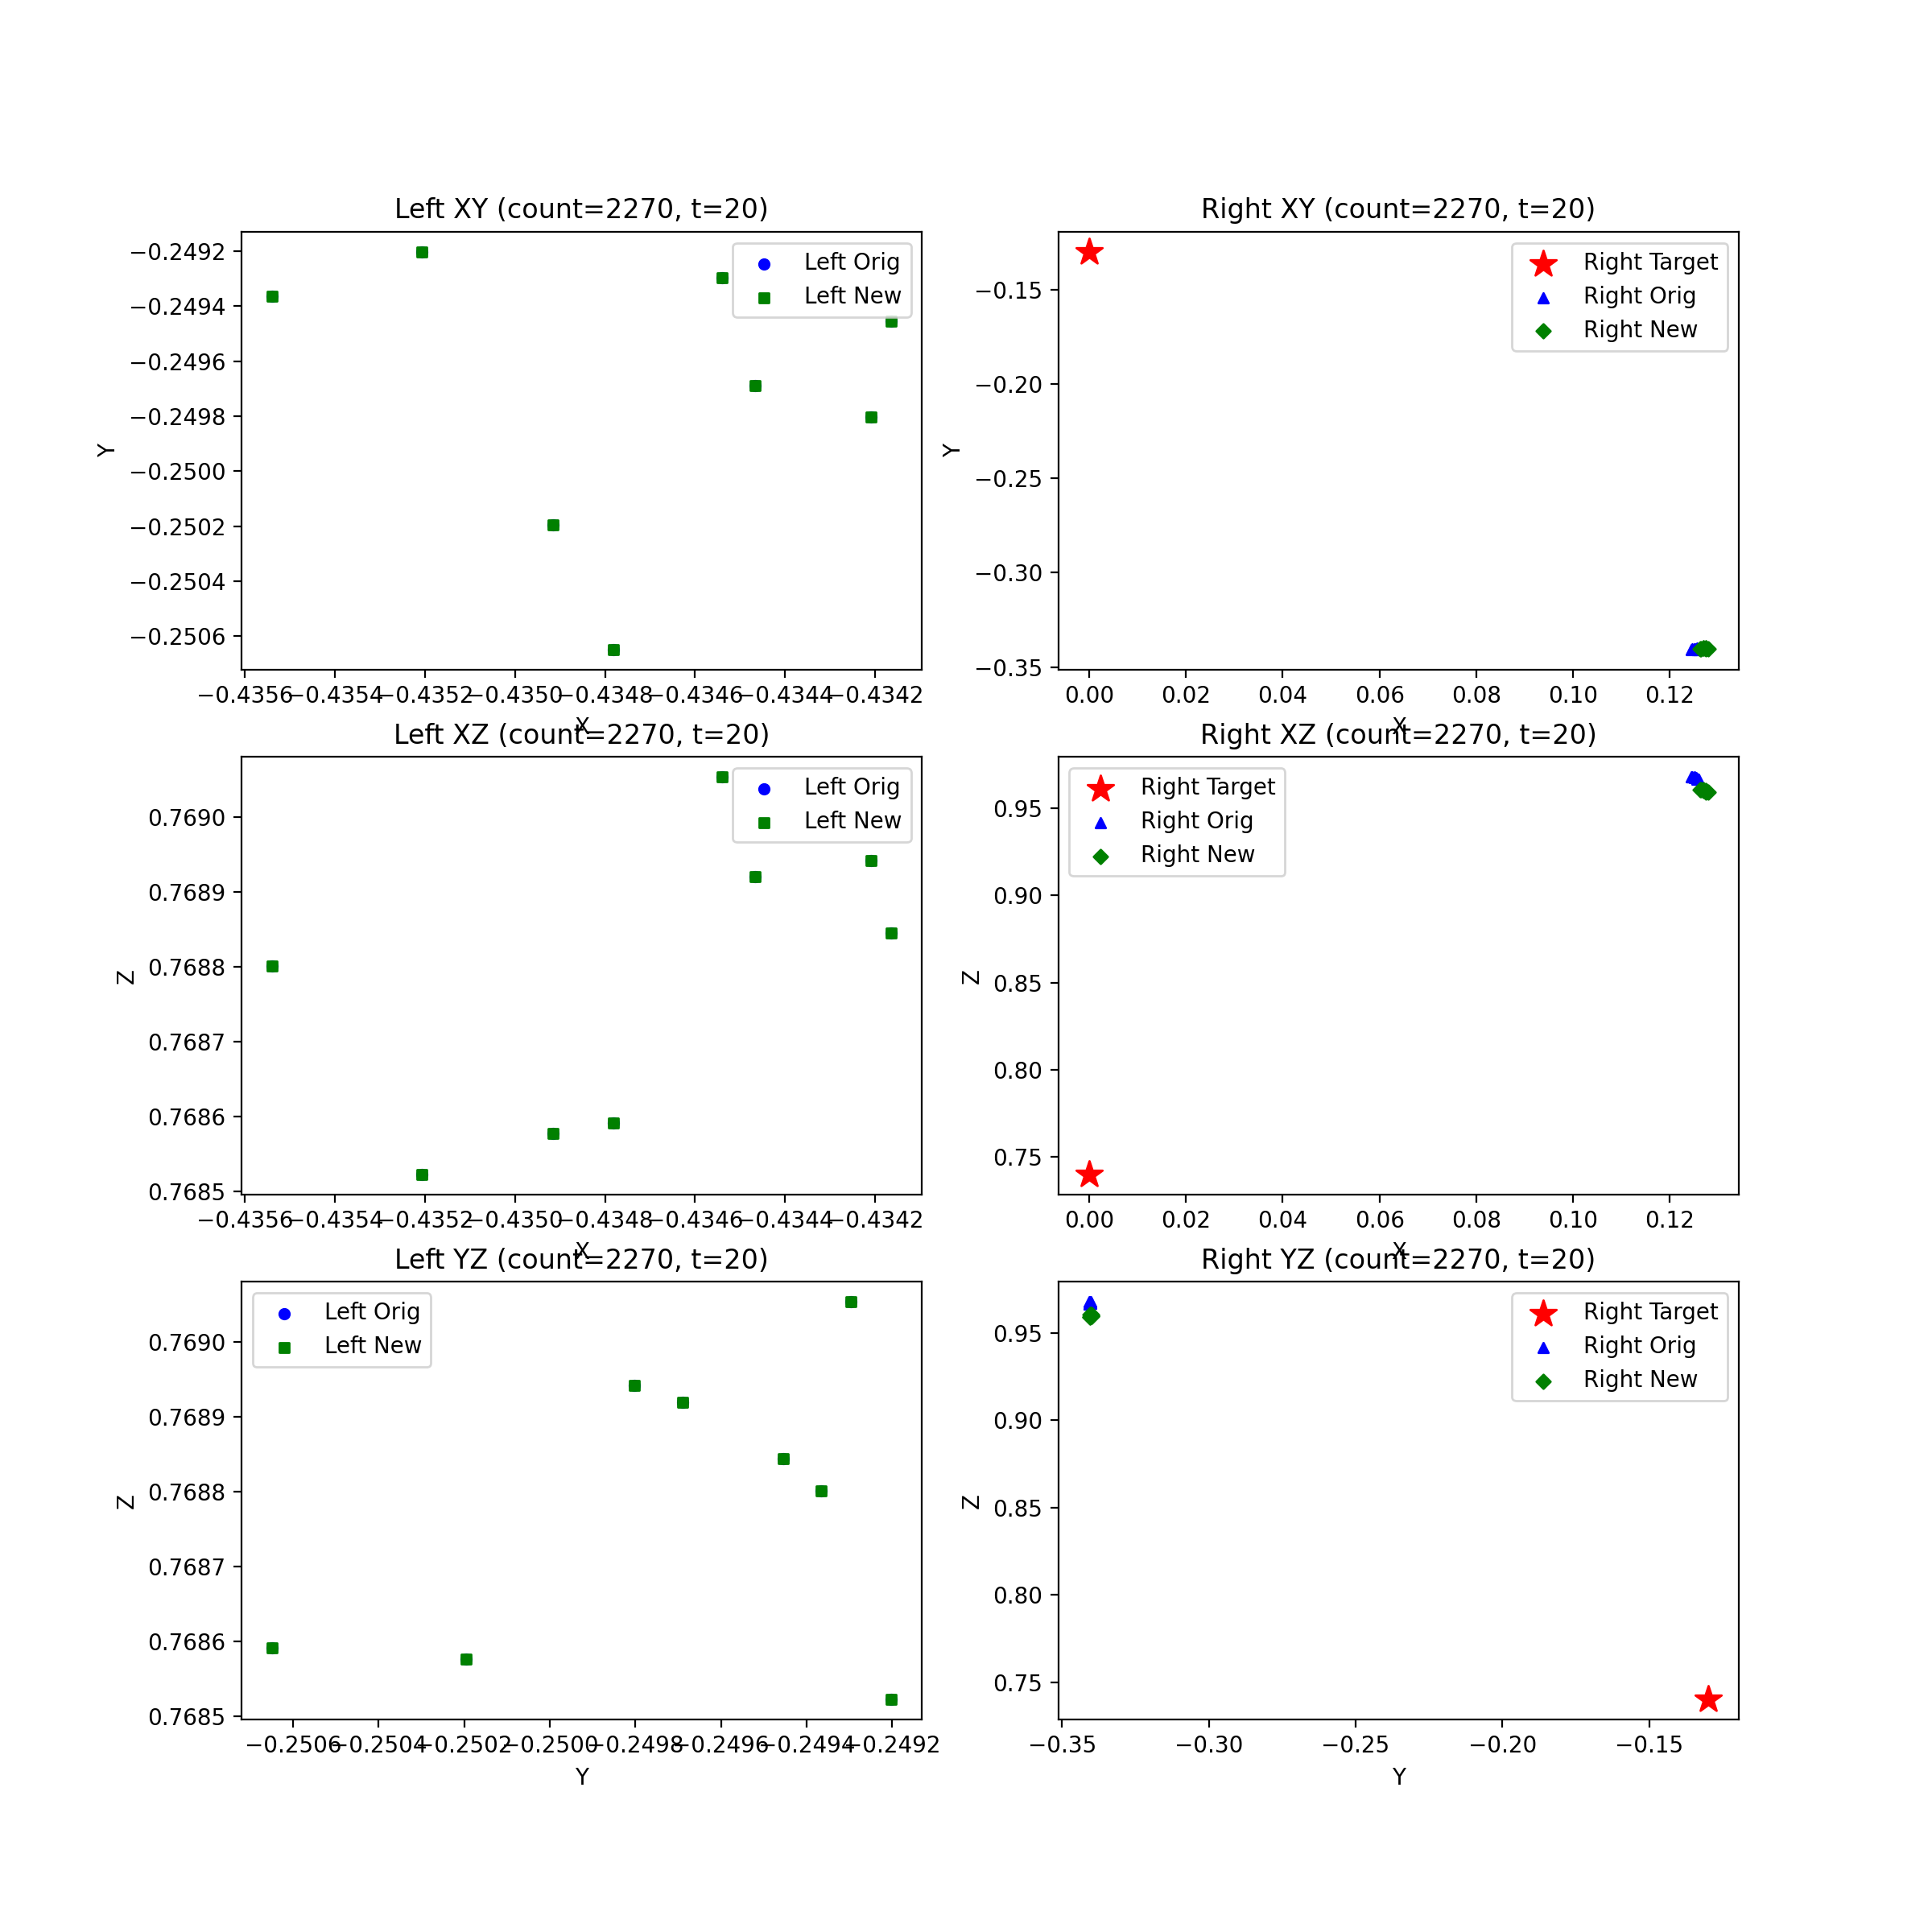 Left XY (count=2270, t=20)
−0.2492
−0.2494
−0.2496
−0.2498
−0.2500
−0.2502
−0.2504
−0.2506
Y
Left Orig
Left New
−0.4356 −0.4354 −0.4352 −0.4350 −0.4348 −0.4346 −0.4344 −0.4342
X
Right XY (count=2270, t=20)
−0.15
−0.20
−0.25
−0.30
−0.35
Y
Right Target
Right Orig
Right New
0.00 0.02 0.04 0.06 0.08 0.10 0.12
X
Left XZ (count=2270, t=20)
0.7690
0.7689
0.7688
0.7687
0.7686
0.7685
Z
Left Orig
Left New
−0.4356 −0.4354 −0.4352 −0.4350 −0.4348 −0.4346 −0.4344 −0.4342
X
Right XZ (count=2270, t=20)
0.95
0.90
0.85
0.80
0.75
Z
Right Target
Right Orig
Right New
0.00 0.02 0.04 0.06 0.08 0.10 0.12
X
Left YZ (count=2270, t=20)
0.7690
0.7689
0.7688
0.7687
0.7686
0.7685
Z
Left Orig
Left New
−0.2506 −0.2504 −0.2502 −0.2500 −0.2498 −0.2496 −0.2494 −0.2492
Y
Right YZ (count=2270, t=20)
0.95
0.90
0.85
0.80
0.75
Z
Right Target
Right Orig
Right New
−0.35 −0.30 −0.25 −0.20 −0.15
Y